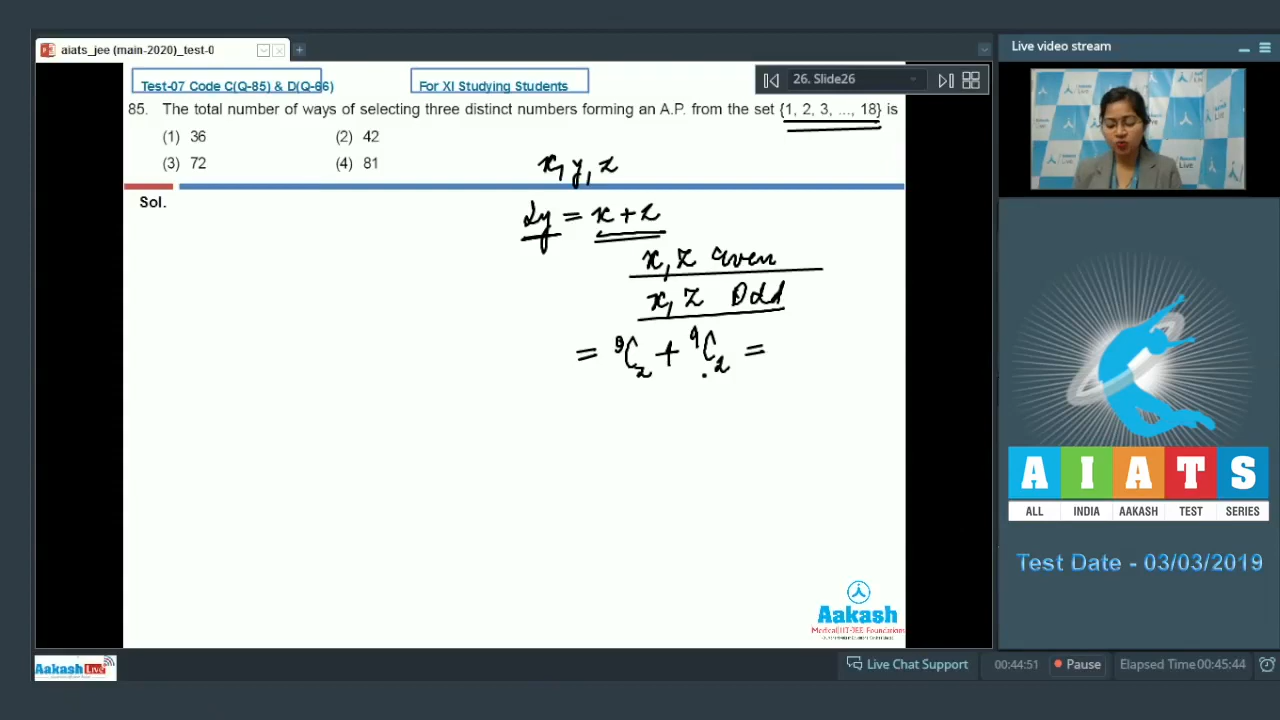 aiats_jee (main-2020)_test-0
Live video stream
Test-07 Code C(Q-85) & D(Q-86)
For XI Studying Students
26. Slide26
85. The total number of ways of selecting three distinct numbers forming an A.P. from the set {1, 2, 3, ..., 18} is
(1) 36 (2) 42
(3) 72 (4) 81
x, y, z
Sol.
2y = x + z
x, z even
x, z Odd
= ⁹C₂ + ⁹C₂ =
A I A T S
ALL INDIA AAKASH TEST SERIES
Test Date - 03/03/2019
Aakash
Medical IIT-JEE Foundations
Aakash Live
Live Chat Support
00:44:51
Pause
Elapsed Time 00:45:44